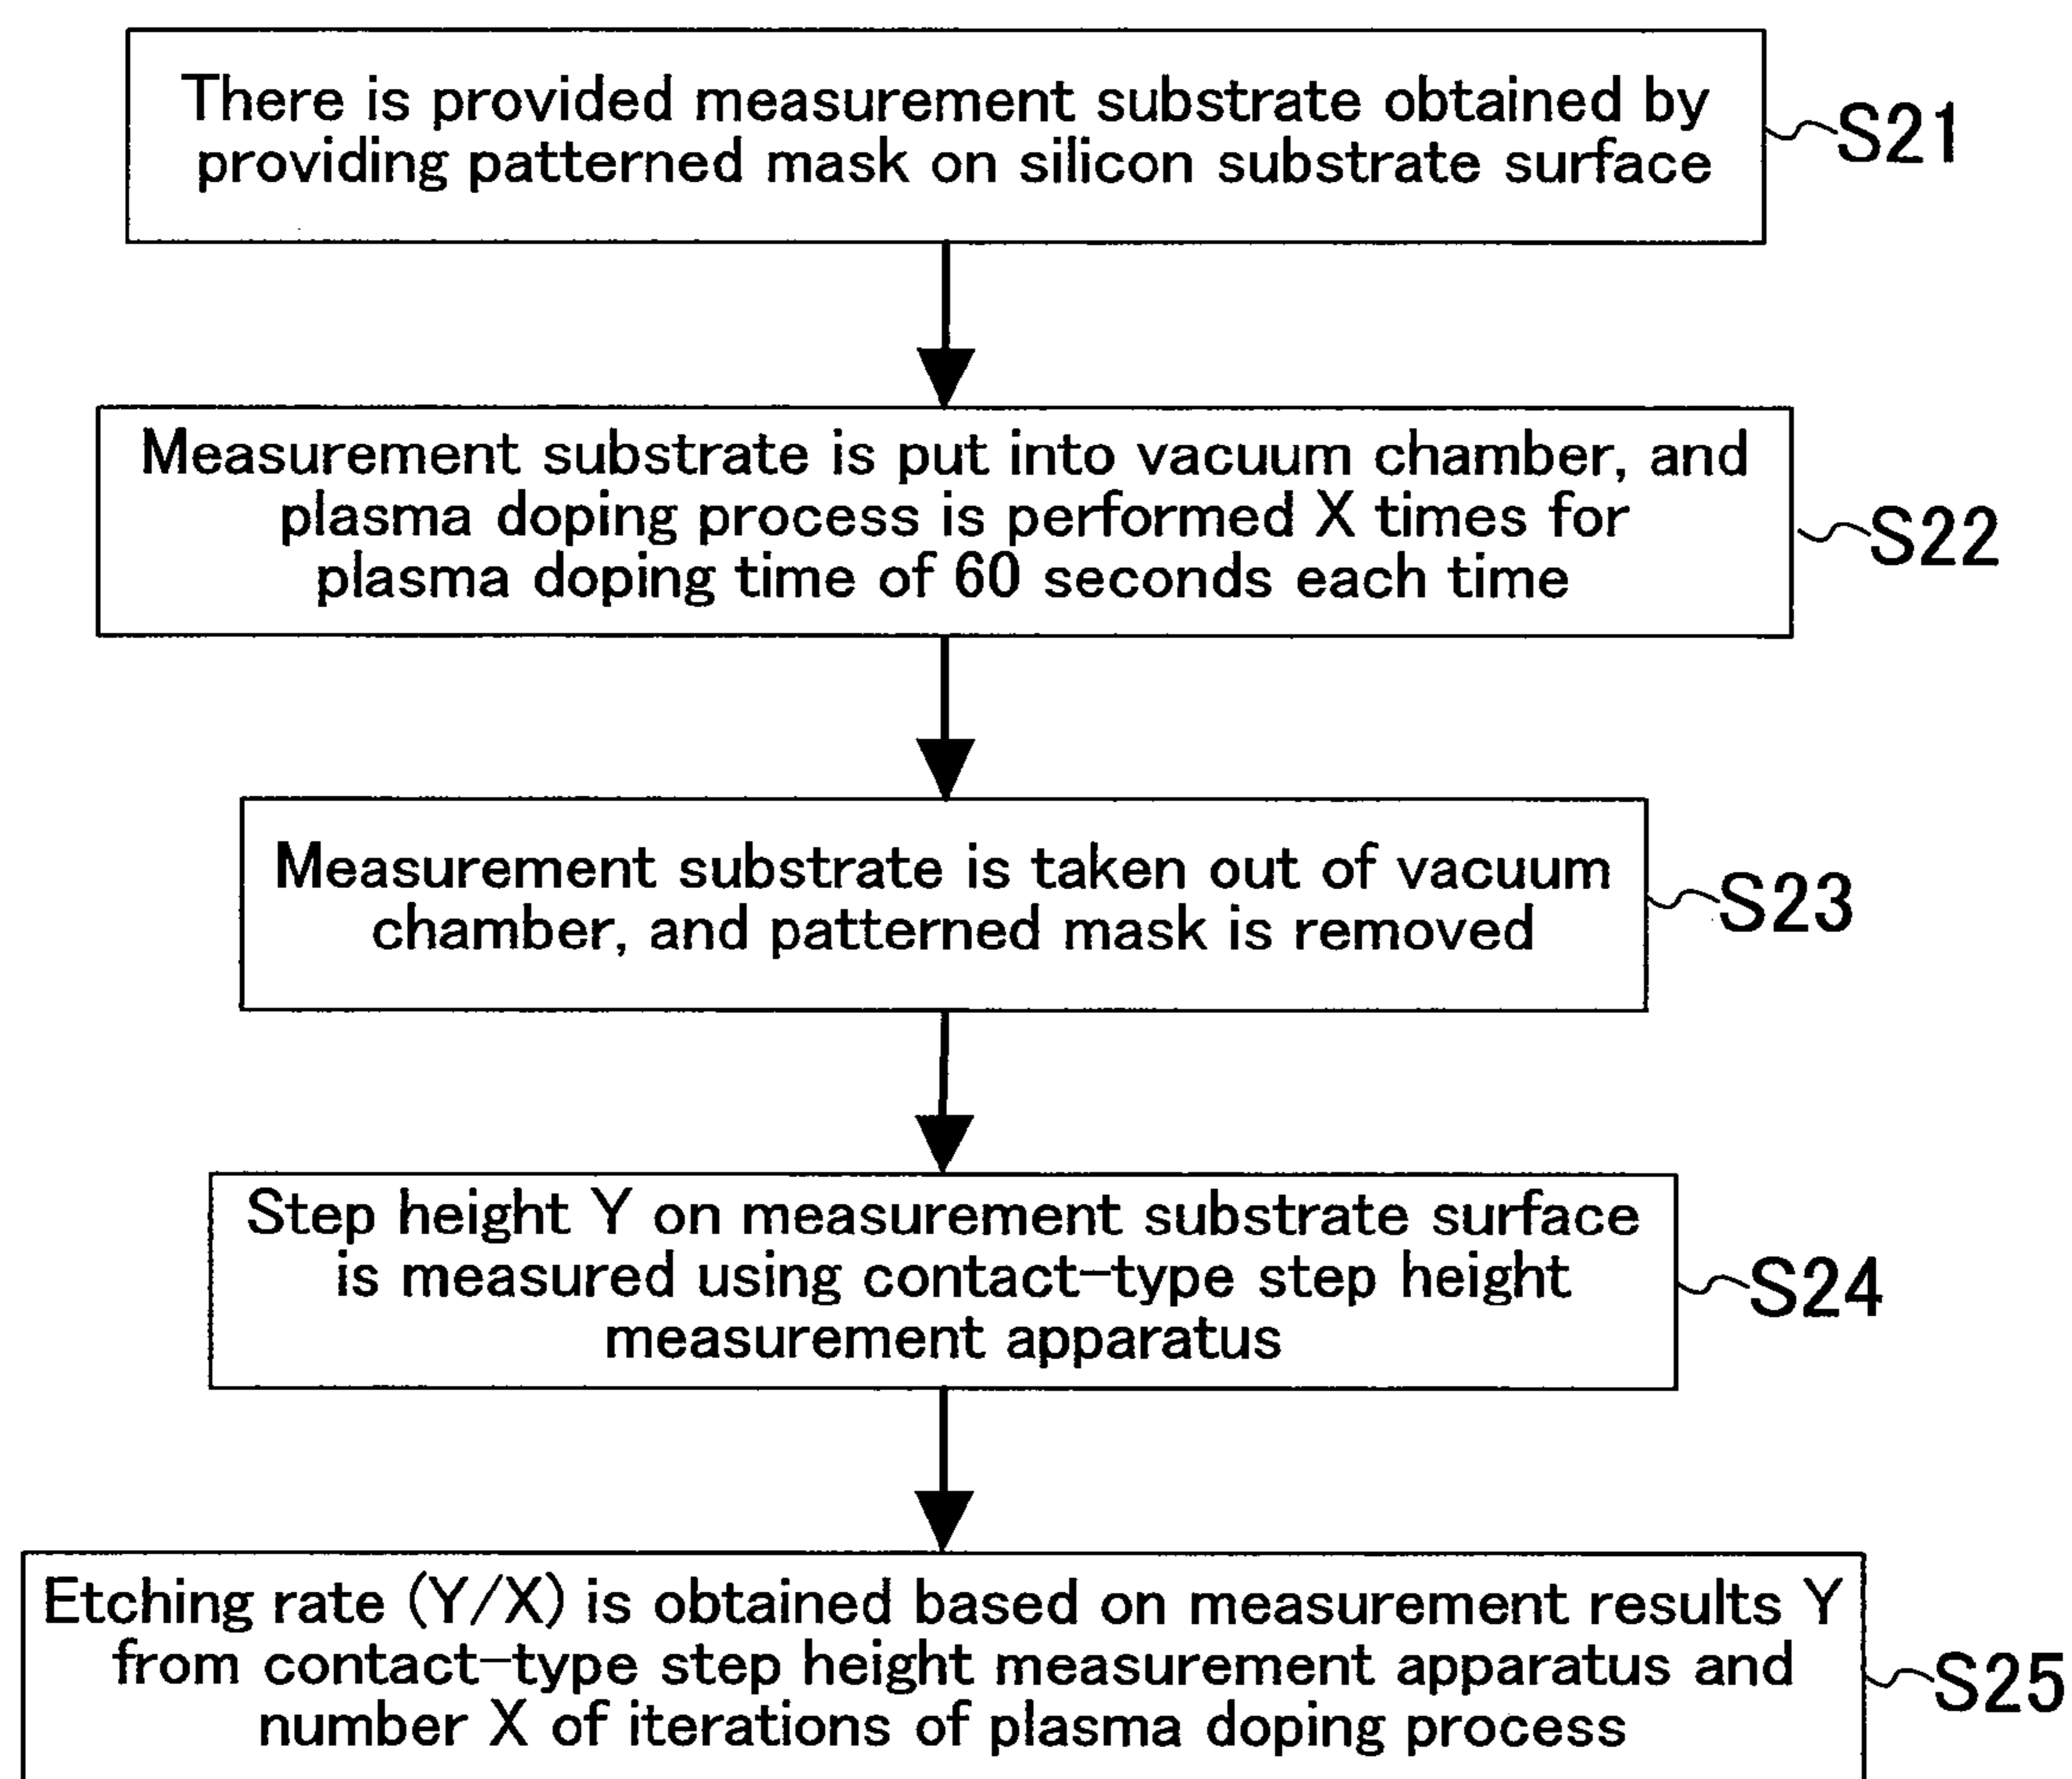 There is provided measurement substrate obtained by
providing patterned mask on silicon substrate surface
S21
Measurement substrate is put into vacuum chamber, and
plasma doping process is performed X times for
plasma doping time of 60 seconds each time
S22
Measurement substrate is taken out of vacuum
chamber, and patterned mask is removed
S23
Step height Y on measurement substrate surface
is measured using contact-type step height
measurement apparatus
S24
Etching rate (Y/X) is obtained based on measurement results Y
from contact-type step height measurement apparatus and
number X of iterations of plasma doping process
S25